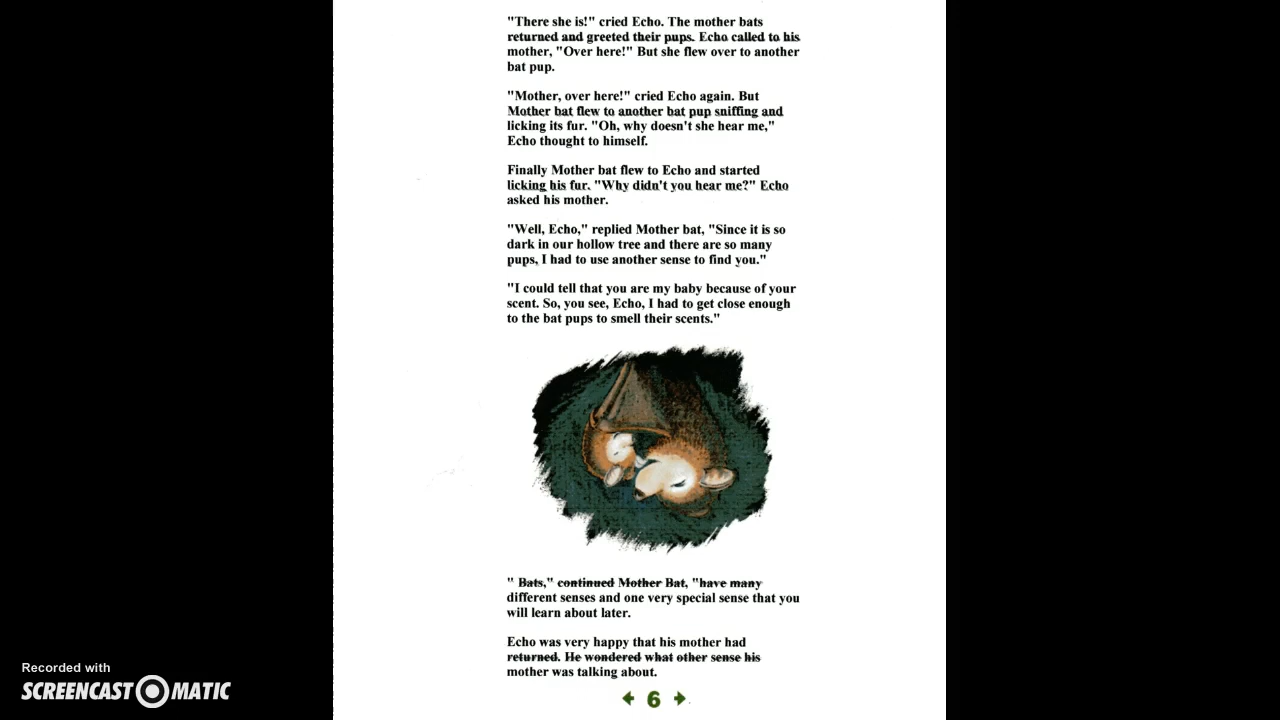 "There she is!" cried Echo. The mother bats
returned and greeted their pups. Echo called to his
mother, "Over here!" But she flew over to another
bat pup.
"Mother, over here!" cried Echo again. But
Mother bat flew to another bat pup sniffing and
licking its fur. "Oh, why doesn't she hear me,"
Echo thought to himself.
Finally Mother bat flew to Echo and started
licking his fur. "Why didn't you hear me?" Echo
asked his mother.
"Well, Echo," replied Mother bat, "Since it is so
dark in our hollow tree and there are so many
pups, I had to use another sense to find you."
"I could tell that you are my baby because of your
scent. So, you see, Echo, I had to get close enough
to the bat pups to smell their scents."
" Bats," continued Mother Bat, "have many
different senses and one very special sense that you
will learn about later.
Echo was very happy that his mother had
returned. He wondered what other sense his
mother was talking about.
6
Recorded with
SCREENCAST MATIC